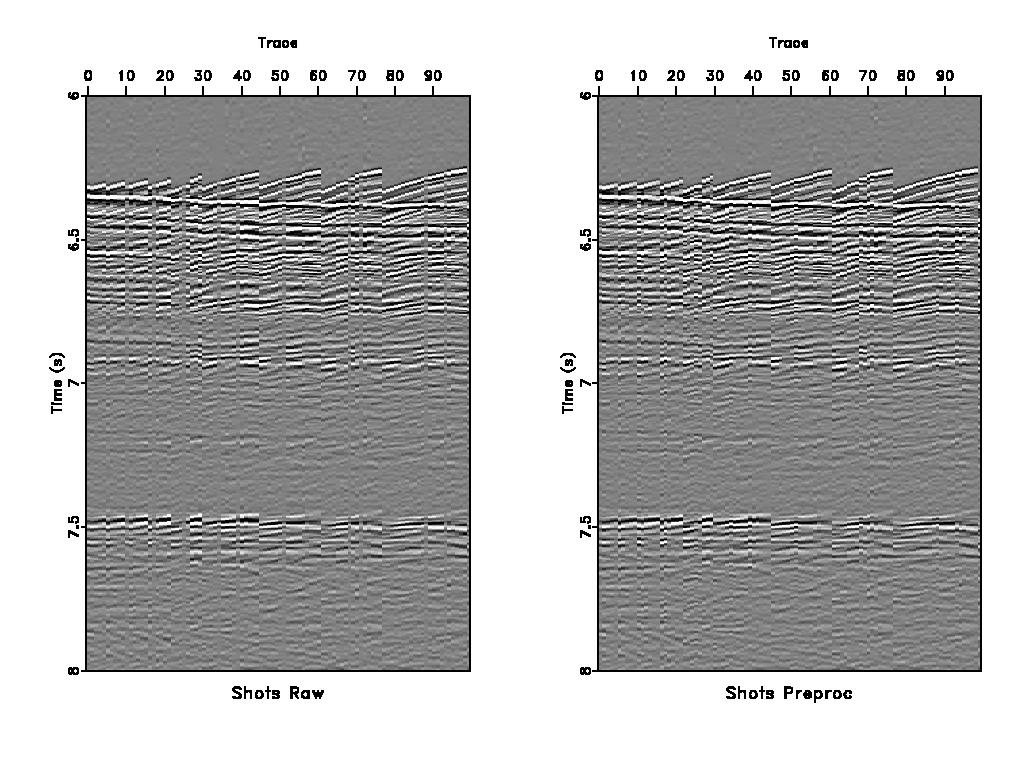 Trace Trace
0 10 20 30 40 50 60 70 80 90 0 10 20 30 40 50 60 70 80 90
6 6
6.5 6.5
Time (s) Time (s)
7 7
7.5 7.5
8 8
Shots Raw Shots Preproc